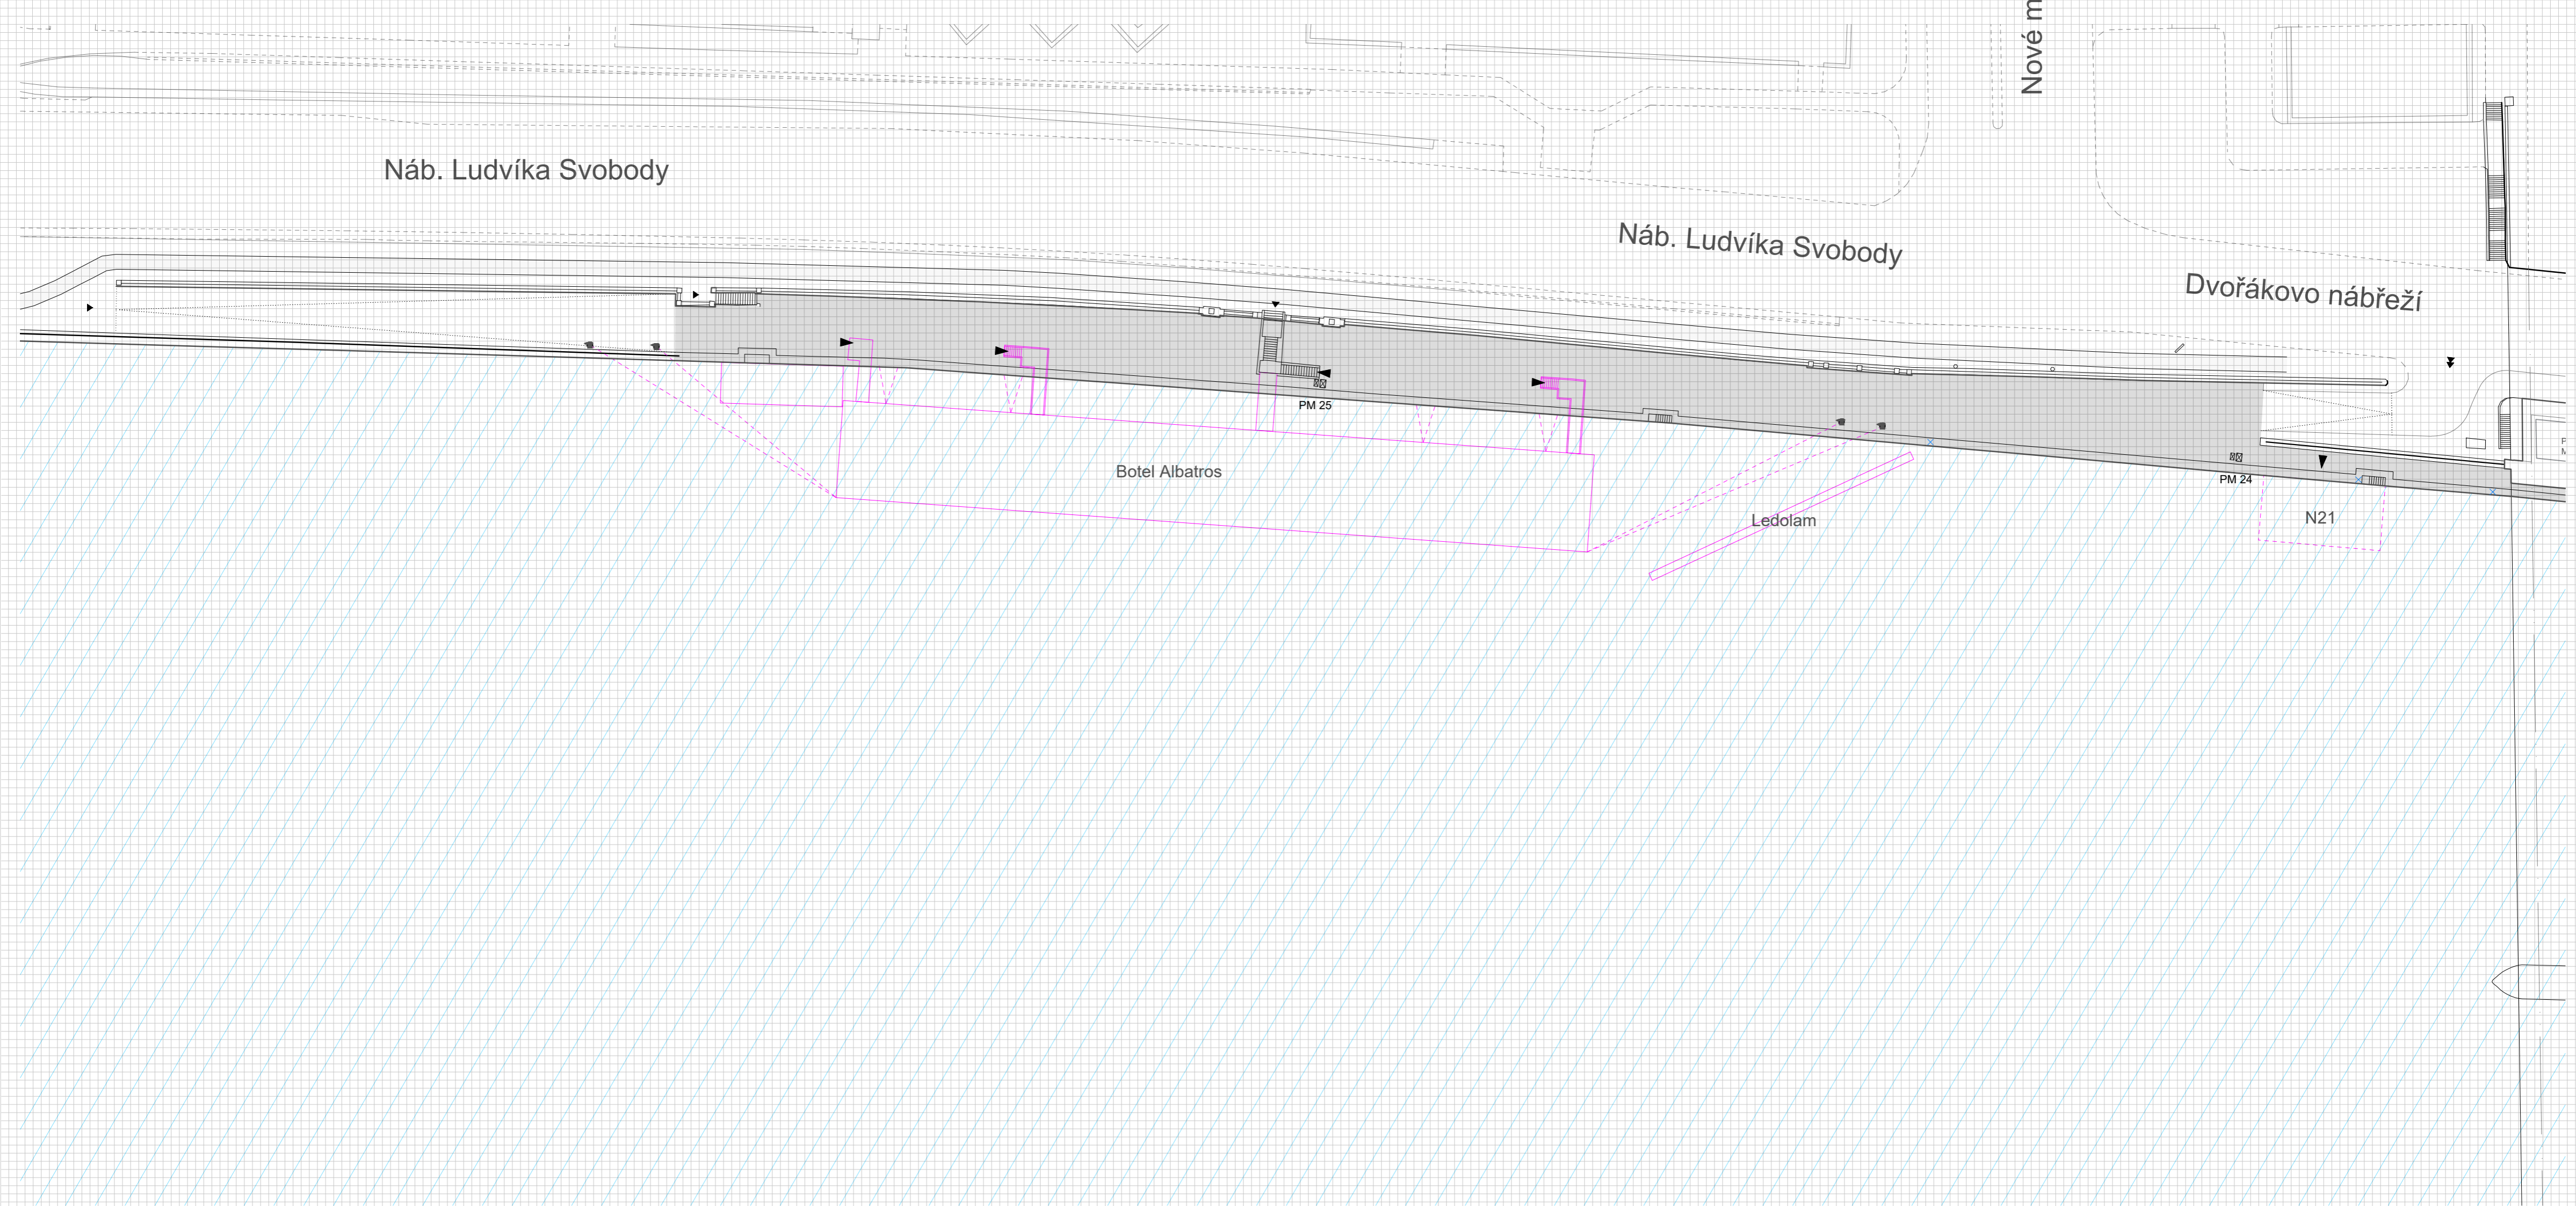 Nové m
Náb. Ludvíka Svobody
Náb. Ludvíka Svobody
Dvořákovo nábřeží
PM 25
Botel Albatros
PM 24
Ledolam
N21
P
M